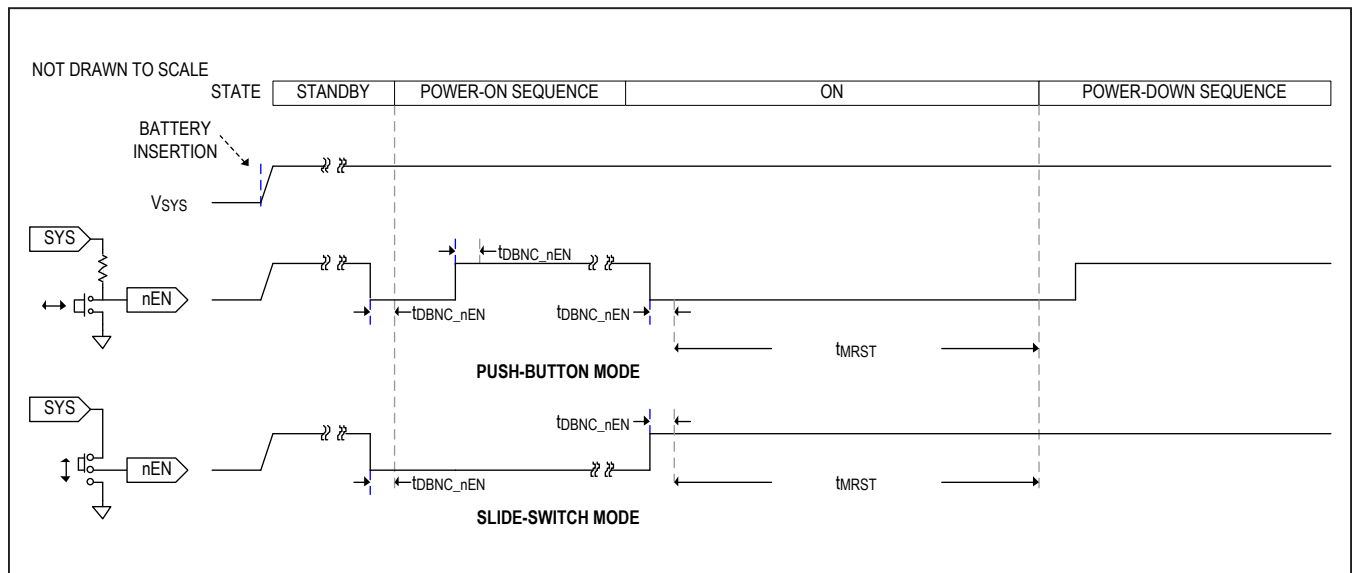 NOT DRAWN TO SCALE
STATE STANDBY POWER-ON SEQUENCE ON POWER-DOWN SEQUENCE
BATTERY
INSERTION
VSYS
SYS
nEN
tDBNC_nEN
tDBNC_nEN
tDBNC_nEN
tMRST
PUSH-BUTTON MODE
SYS
nEN
tDBNC_nEN
tDBNC_nEN
tMRST
SLIDE-SWITCH MODE